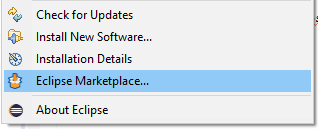 Check for Updates
Install New Software...
Installation Details
Eclipse Marketplace...
About Eclipse